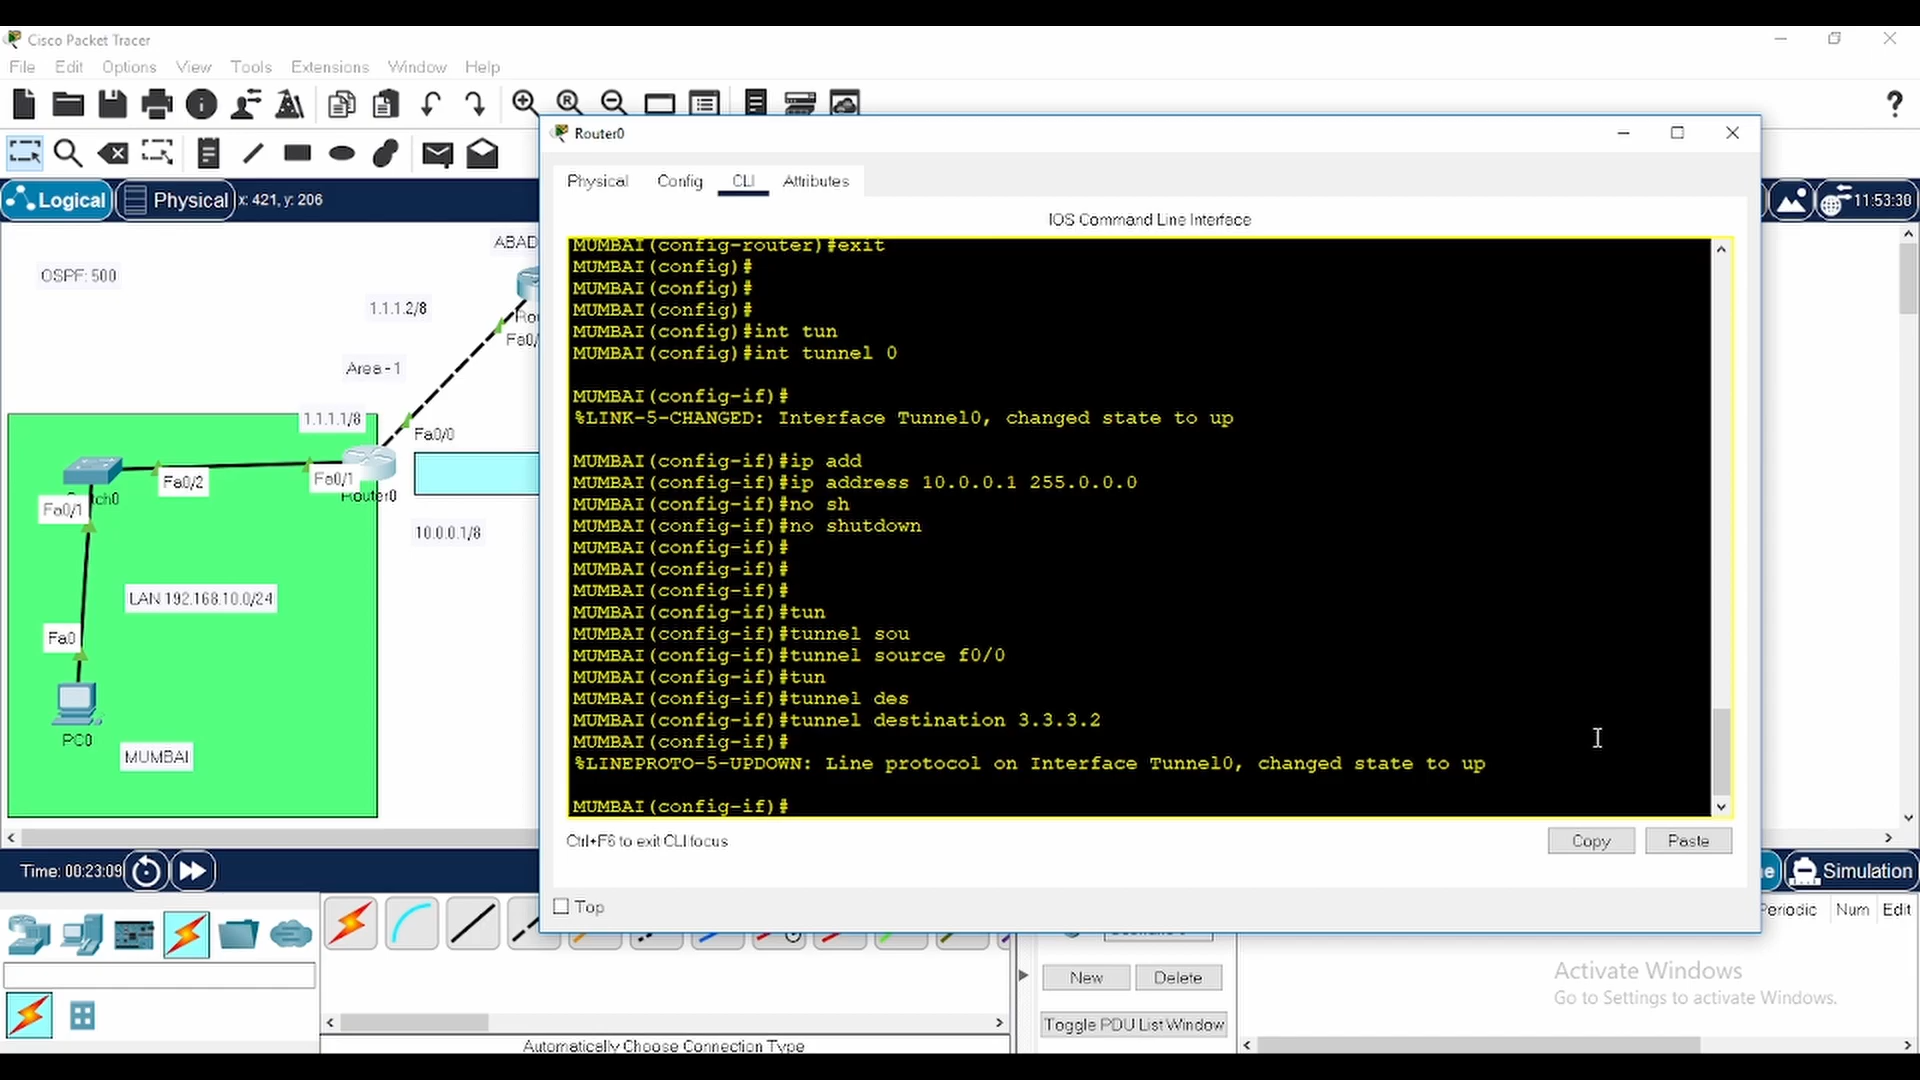 Cisco Packet Tracer
File Edit Options View Tools Extensions Window Help
Router0
Physical Config CLI Attributes
Logical Physical x: 421, y: 206
11:53:30
IOS Command Line Interface
MUMBAI(config-router)#exit
MUMBAI(config)#
MUMBAI(config)#
MUMBAI(config)#
MUMBAI(config)#int tun
MUMBAI(config)#int tunnel 0
MUMBAI(config-if)#
%LINK-5-CHANGED: Interface Tunnel0, changed state to up
MUMBAI(config-if)#ip add
MUMBAI(config-if)#ip address 10.0.0.1 255.0.0.0
MUMBAI(config-if)#no sh
MUMBAI(config-if)#no shutdown
MUMBAI(config-if)#
MUMBAI(config-if)#
MUMBAI(config-if)#
MUMBAI(config-if)#tun
MUMBAI(config-if)#tunnel sou
MUMBAI(config-if)#tunnel source f0/0
MUMBAI(config-if)#tun
MUMBAI(config-if)#tunnel des
MUMBAI(config-if)#tunnel destination 3.3.3.2
MUMBAI(config-if)#
%LINEPROTO-5-UPDOWN: Line protocol on Interface Tunnel0, changed state to up
MUMBAI(config-if)#
Ctrl+F6 to exit CLI focus
Copy Paste
Top
ABAD
OSPF: 500
1.1.1.2/8
Rou
Fa0/
Area - 1
1.1.1.1/8
Fa0/0
Fa0/2
Fa0/1
Router0
tch0
Fa0/1
10.0.0.1/8
LAN 192.168.10.0/24
Fa0
PC0
MUMBAI
Time: 00:23:09
e Simulation
Periodic Num Edit
New Delete
Toggle PDU List Window
Automatically Choose Connection Type
Activate Windows
Go to Settings to activate Windows.